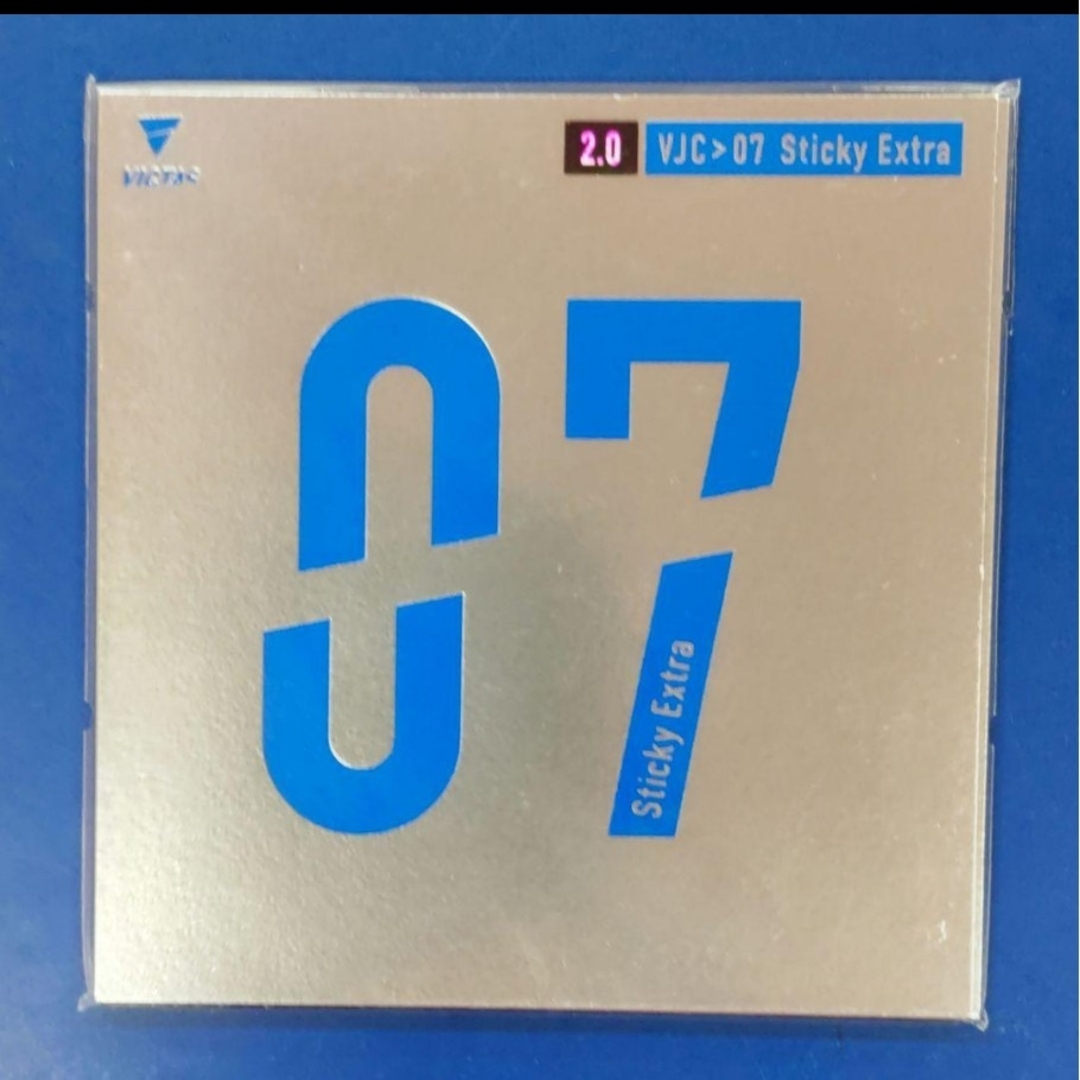 VICTAS
2.0 VJC>07 Sticky Extra
07
Sticky Extra